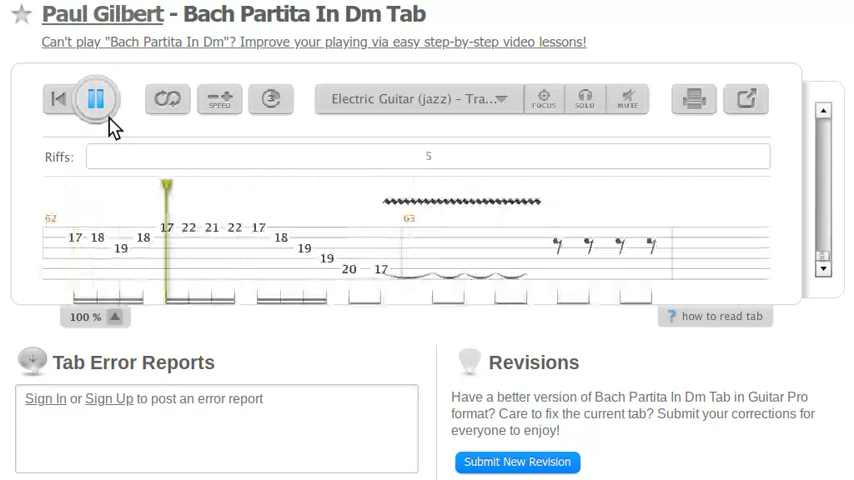 Paul Gilbert - Bach Partita In Dm Tab
Can't play "Bach Partita In Dm"? Improve your playing via easy step-by-step video lessons!
SPEED
3
Electric Guitar (jazz) – Tra...
FOCUS
SOLO
MUTE
Riffs:
5
62
63
17 22 21 22 17
17 18 18 18
19 19
19
20 17
100 %
? how to read tab
Tab Error Reports
Sign In or Sign Up to post an error report
Revisions
Have a better version of Bach Partita In Dm Tab in Guitar Pro
format? Care to fix the current tab? Submit your corrections for
everyone to enjoy!
Submit New Revision